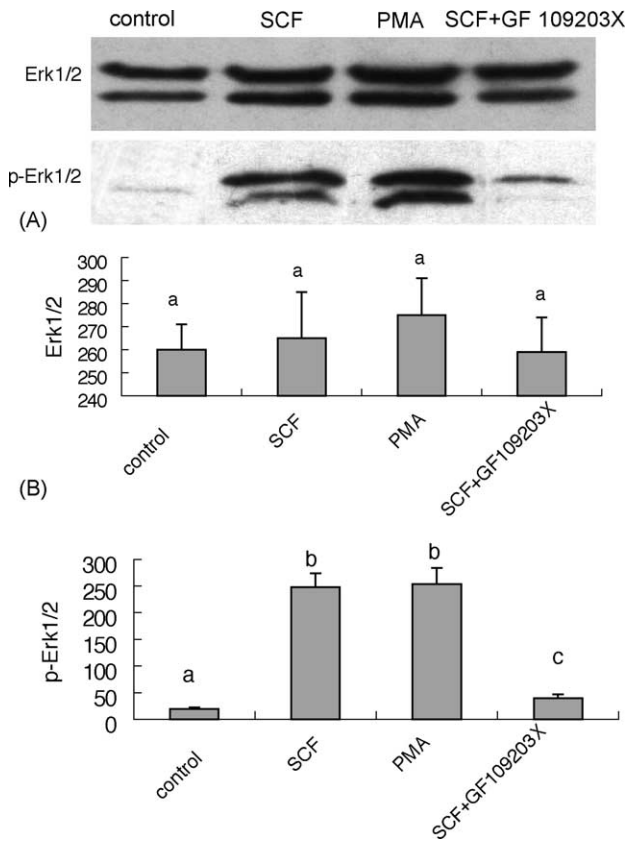 control SCF PMA SCF+GF 109203X
Erk1/2
p-Erk1/2
(A)
300
290
280
270
260
250
240
Erk1/2
a a a a
control SCF PMA SCF+GF109203X
(B)
300
250
200
150
100
50
0
p-Erk1/2
a b b c
control SCF PMA SCF+GF109203X